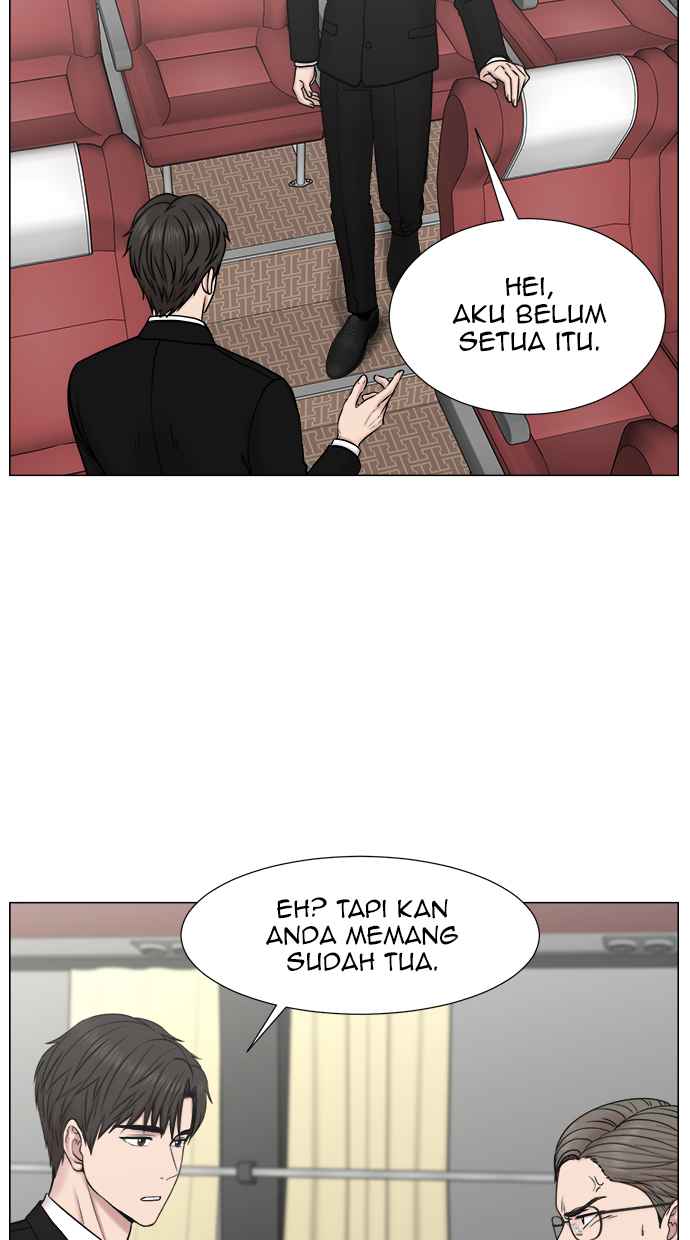 HEI,
AKU BELUM
SETUA ITU.
EH? TAPI KAN
ANDA MEMANG
SUDAH TUA.